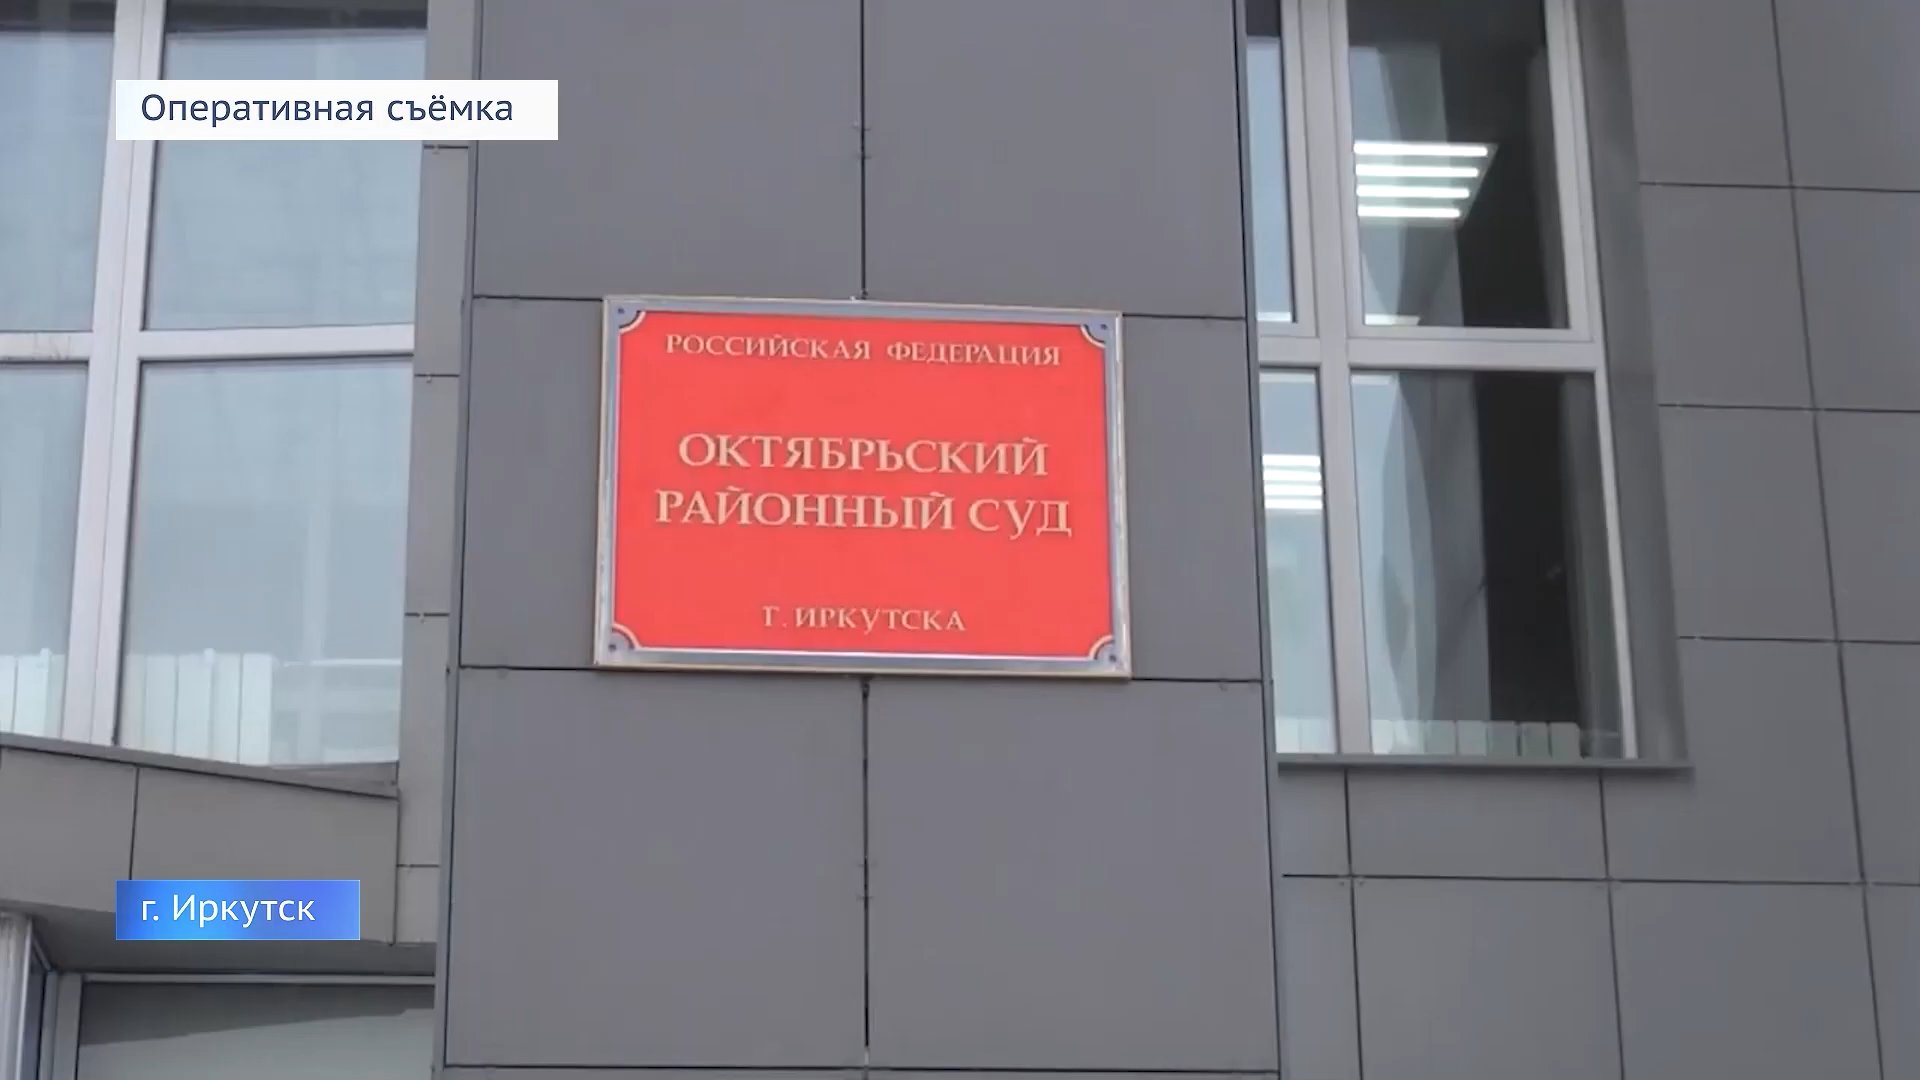 Оперативная съёмка
РОССИЙСКАЯ ФЕДЕРАЦИЯ
ОКТЯБРЬСКИЙ
РАЙОННЫЙ СУД
Г. ИРКУТСКА
г. Иркутск